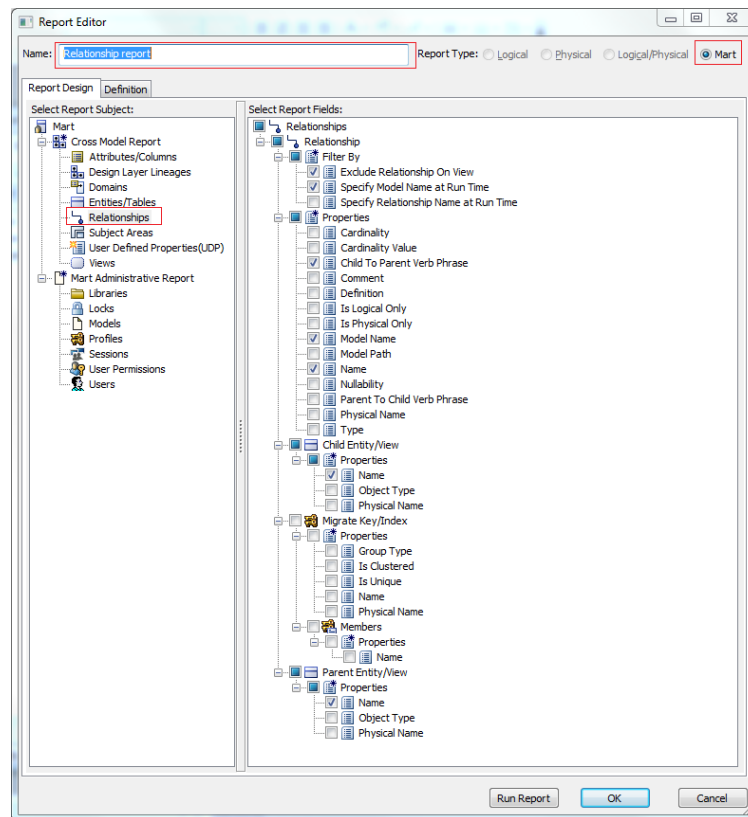 Report Editor
Name: Relationship report Report Type: Logical Physical Logical/Physical Mart
Report Design Definition
Select Report Subject:
Mart
Cross Model Report
Attributes/Columns
Design Layer Lineages
Domains
Entities/Tables
Relationships
Subject Areas
User Defined Properties(UDP)
Views
Mart Administrative Report
Libraries
Locks
Models
Profiles
Sessions
User Permissions
Users
Select Report Fields:
Relationships
Relationship
Filter By
Exclude Relationship On View
Specify Model Name at Run Time
Specify Relationship Name at Run Time
Properties
Cardinality
Cardinality Value
Child To Parent Verb Phrase
Comment
Definition
Is Logical Only
Is Physical Only
Model Name
Model Path
Name
Nullability
Parent To Child Verb Phrase
Physical Name
Type
Child Entity/View
Properties
Name
Object Type
Physical Name
Migrate Key/Index
Properties
Group Type
Is Clustered
Is Unique
Name
Physical Name
Members
Properties
Name
Parent Entity/View
Properties
Name
Object Type
Physical Name
Run Report OK Cancel